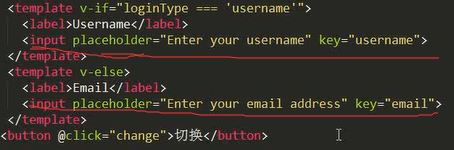 <template v-if="loginType === 'username'">
<label>Username</label>
<input placeholder="Enter your username" key="username">
</template>
<template v-else>
<label>Email</label>
<input placeholder="Enter your email address" key="email">
</template>
<button @click="change">切换</button>